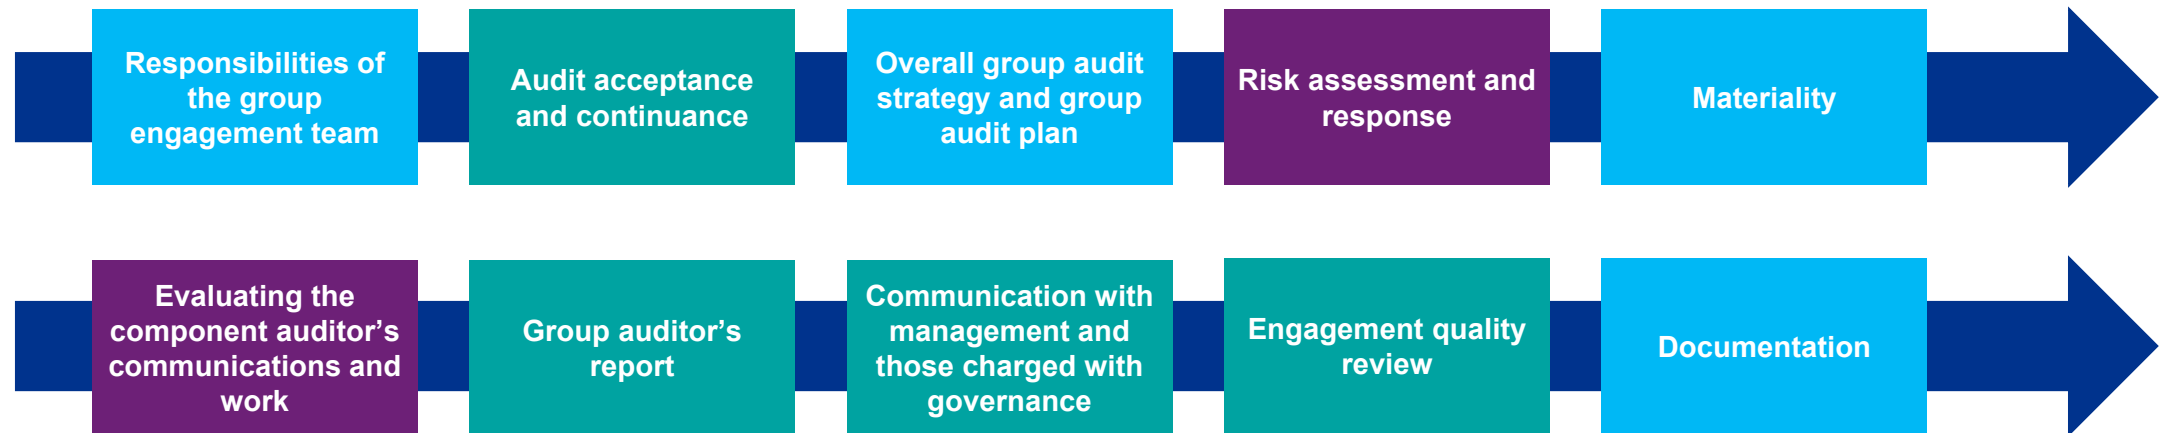 Responsibilities of
the group
engagement team
Audit acceptance
and continuance
Overall group audit
strategy and group
audit plan
Risk assessment and
response
Materiality
Evaluating the
component auditor’s
communications and
work
Group auditor’s
report
Communication with
management and
those charged with
governance
Engagement quality
review
Documentation